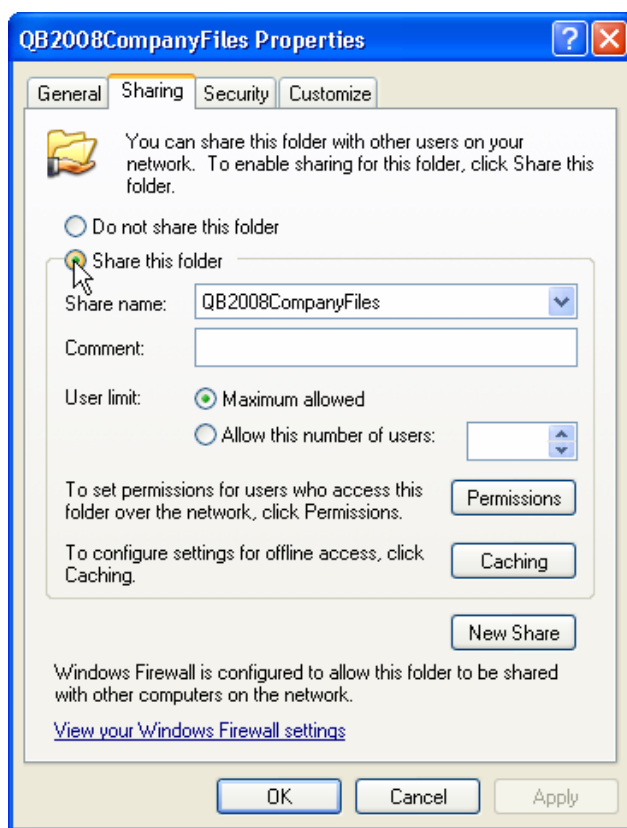 QB2008CompanyFiles Properties
General Sharing Security Customize
You can share this folder with other users on your
network. To enable sharing for this folder, click Share this
folder.
Do not share this folder
Share this folder
Share name: QB2008CompanyFiles
Comment:
User limit: Maximum allowed
Allow this number of users:
To set permissions for users who access this
folder over the network, click Permissions.
Permissions
To configure settings for offline access, click
Caching.
Caching
New Share
Windows Firewall is configured to allow this folder to be shared
with other computers on the network.
View your Windows Firewall settings
OK Cancel Apply